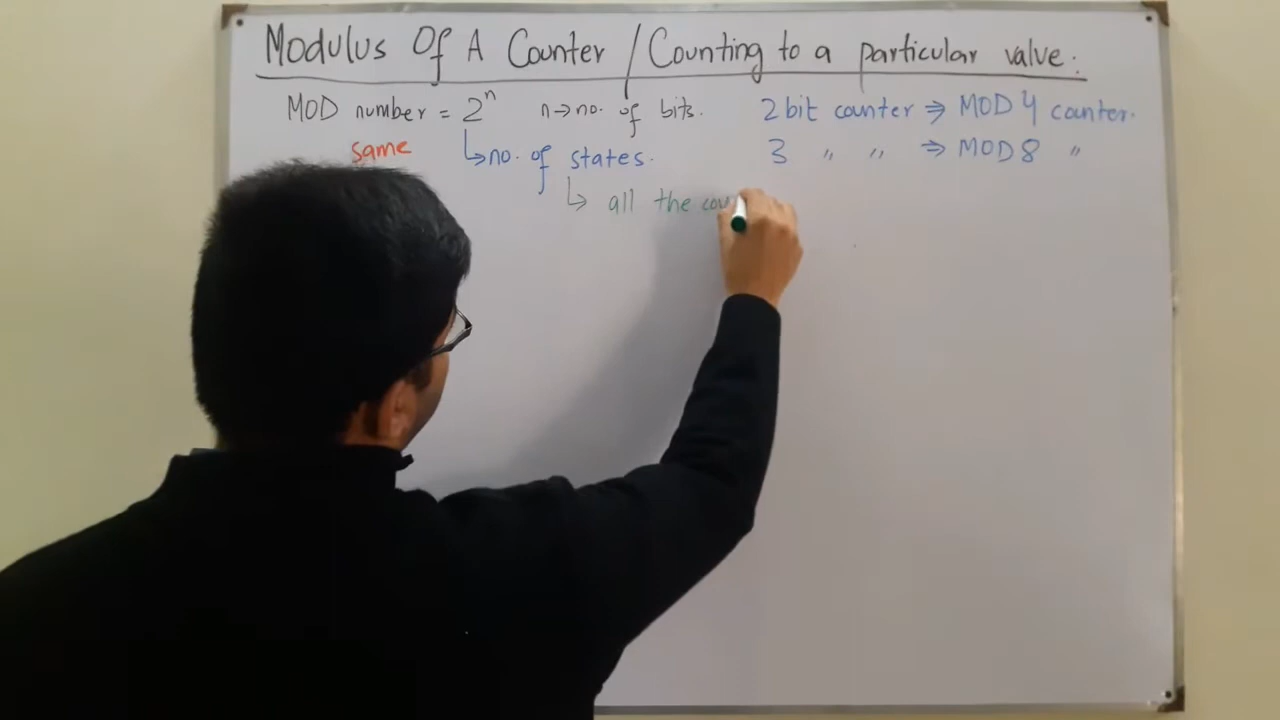 Modulus Of A Counter / Counting to a particular valve.
MOD number = 2ⁿ n→no. of bits. 2 bit counter ⇒ MOD 4 counter.
same ↳no. of states. 3 " " ⇒ MOD 8 "
↳ all the cou